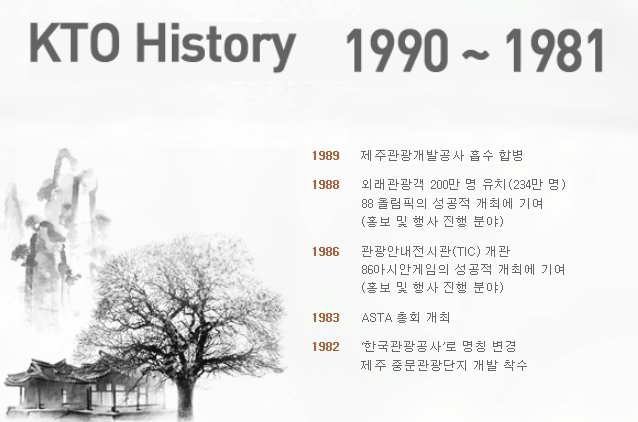 KTO History 1990 ~ 1981
1989 제주관광개발공사 흡수 합병
1988 외래관광객 200만 명 유치(234만 명)
88 올림픽의 성공적 개최에 기여
(홍보 및 행사 진행 분야)
1986 관광안내전시관(TIC) 개관
86아시안게임의 성공적 개최에 기여
(홍보 및 행사 진행 분야)
1983 ASTA 총회 개최
1982 '한국관광공사'로 명칭 변경
제주 중문관광단지 개발 착수